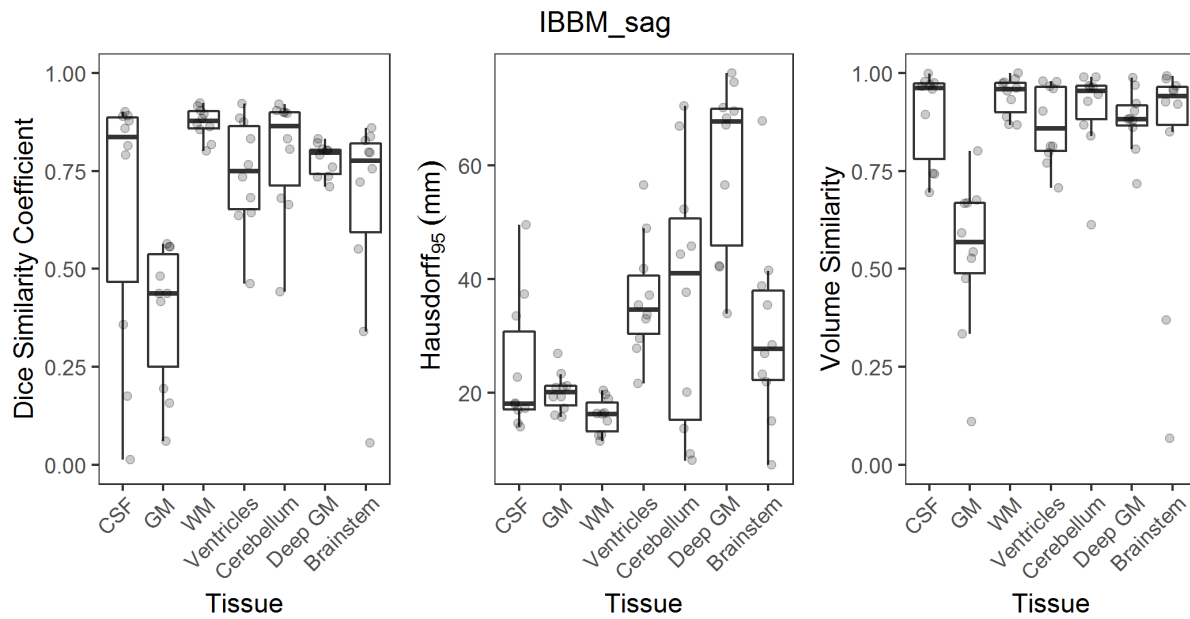 IBBM_sag
Dice Similarity Coefficient
1.00
0.75
0.50
0.25
0.00
CSF
GM
WM
Ventricles
Cerebellum
Deep GM
Brainstem
Tissue
Hausdorff95 (mm)
60
40
20
CSF
GM
WM
Ventricles
Cerebellum
Deep GM
Brainstem
Tissue
Volume Similarity
1.00
0.75
0.50
0.25
0.00
CSF
GM
WM
Ventricles
Cerebellum
Deep GM
Brainstem
Tissue